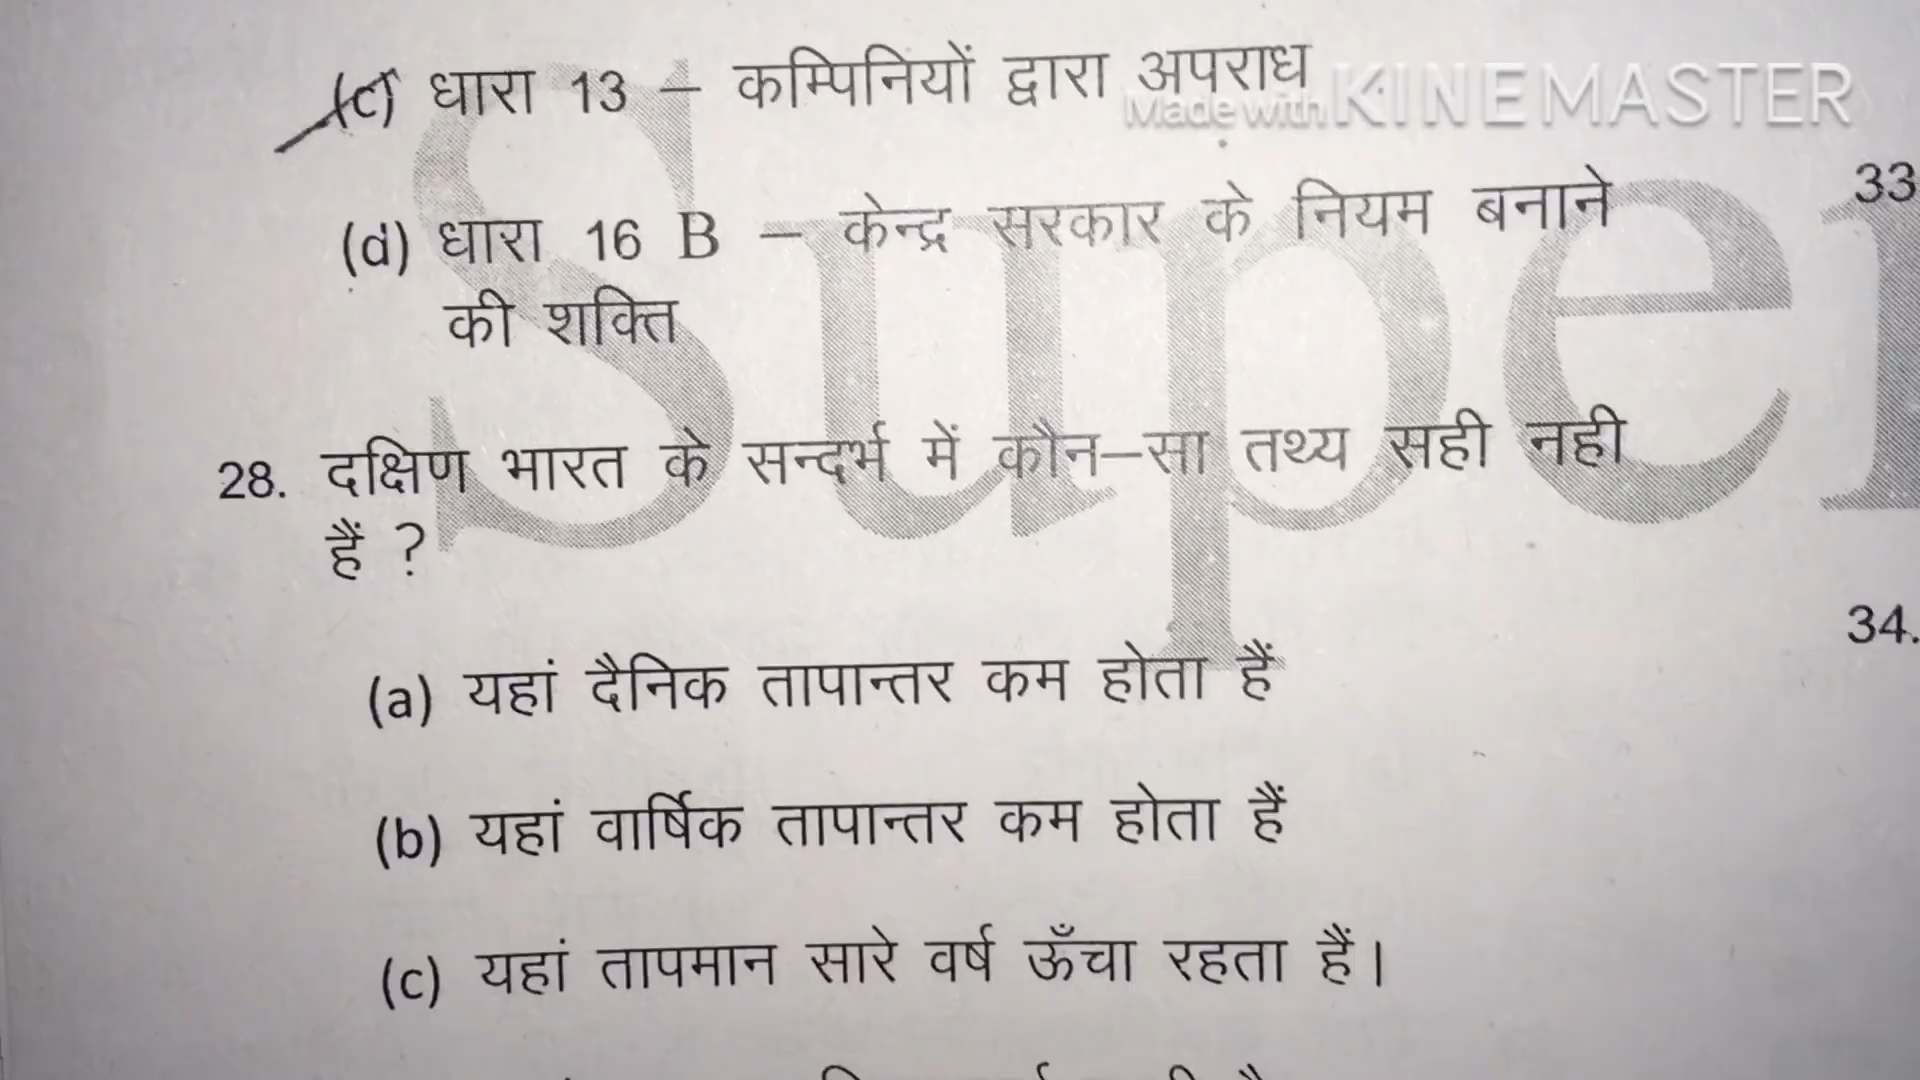 (c) धारा 13 – कम्पिनियों द्वारा अपराध
Made with KINEMASTER
(d) धारा 16 B – केन्द्र सरकार के नियम बनाने
की शक्ति
33
28. दक्षिण भारत के सन्दर्भ में कौन–सा तथ्य सही नही
हैं ?
34.
(a) यहां दैनिक तापान्तर कम होता हैं
(b) यहां वार्षिक तापान्तर कम होता हैं
(c) यहां तापमान सारे वर्ष ऊँचा रहता हैं।
Super